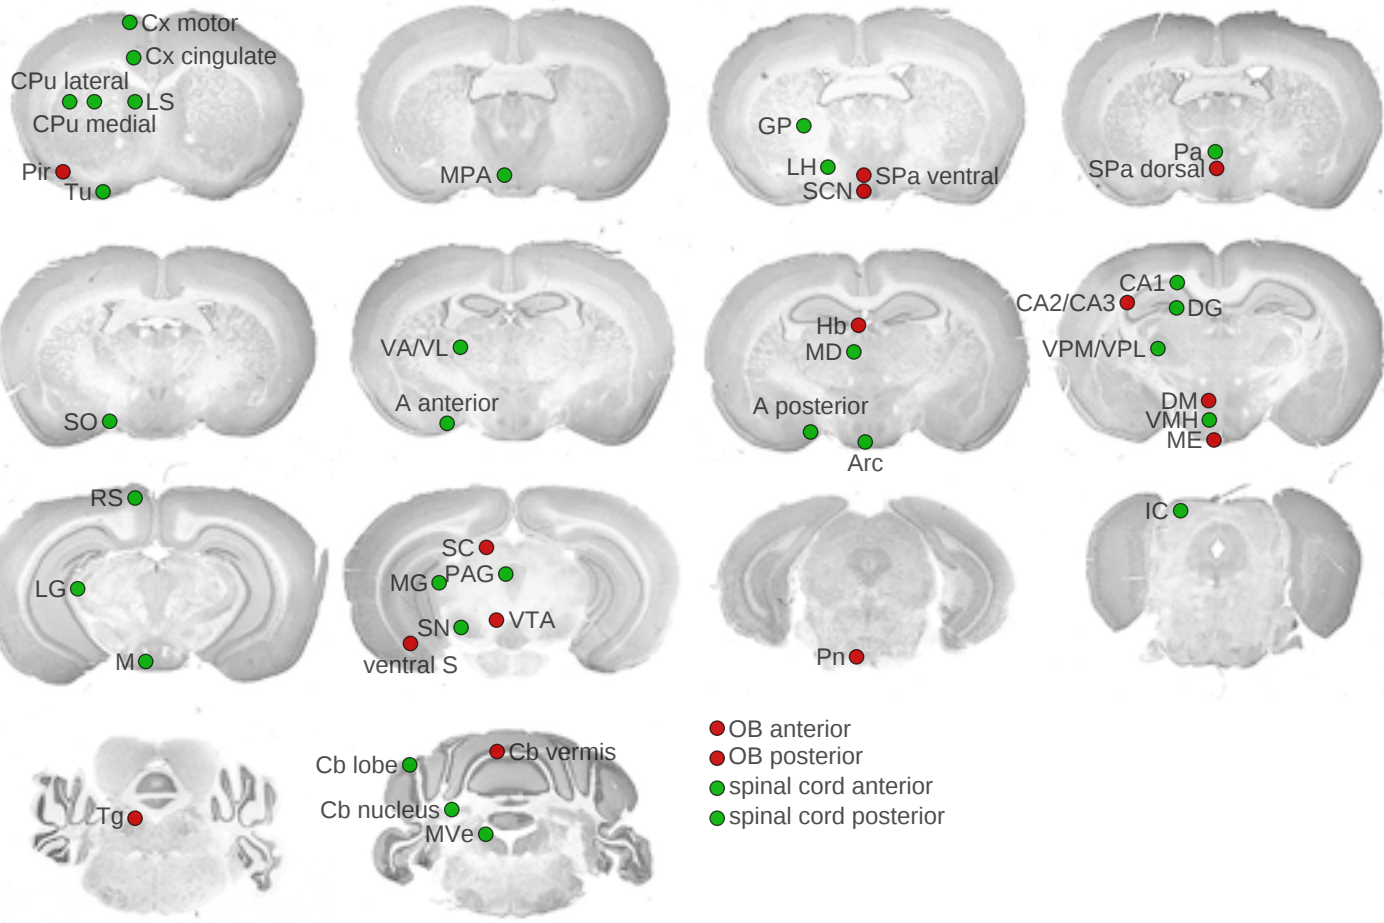 Cx motor
Cx cingulate
CPu lateral
LS
CPu medial
Pir
Tu
MPA
GP
LH
SPa ventral
SCN
Pa
SPa dorsal
SO
VA/VL
A anterior
Hb
MD
A posterior
Arc
CA1
CA2/CA3
DG
VPM/VPL
DM
VMH
ME
RS
LG
M
SC
MG
PAG
SN
VTA
ventral S
Pn
IC
Tg
Cb lobe
Cb vermis
Cb nucleus
MVe
OB anterior
OB posterior
spinal cord anterior
spinal cord posterior